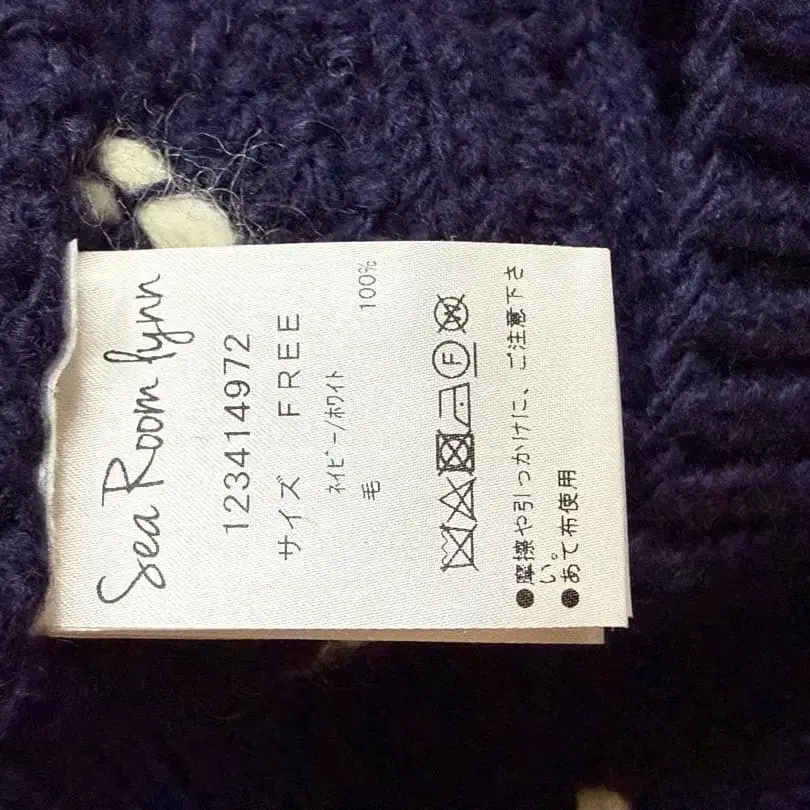 Sea Room lynn
123414972
サイズ FREE
ネイビー/ホワイト
毛 100%
F W
●摩擦や引っかけに、ご注意下さ
い。
●あて布使用